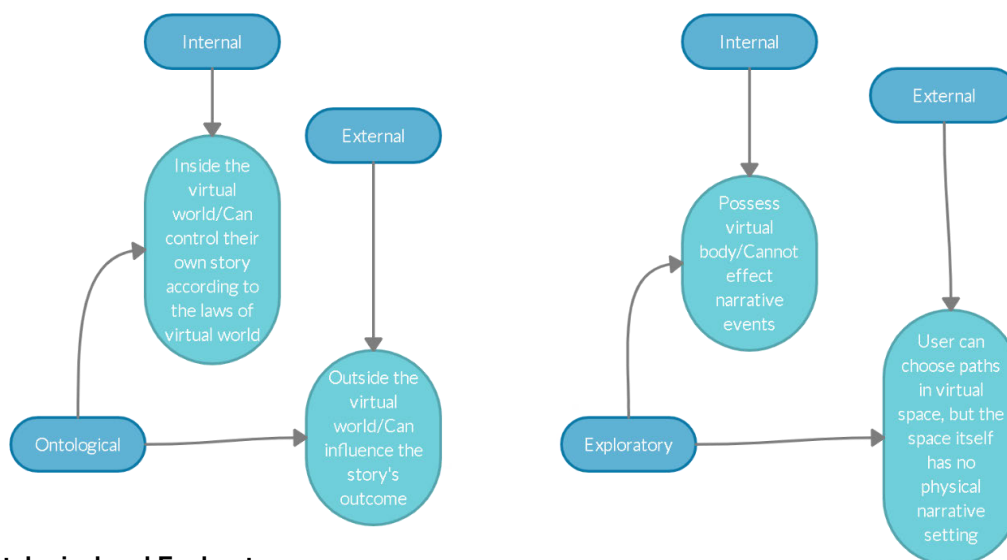 Internal
External
Inside the
virtual
world/Can
control their
own story
according to
the laws of
virtual world
Ontological
Outside the
virtual
world/Can
influence the
story's
outcome
Internal
External
Possess
virtual
body/Cannot
effect
narrative
events
Exploratory
User can
choose paths
in virtual
space, but the
space itself
has no
physical
narrative
setting